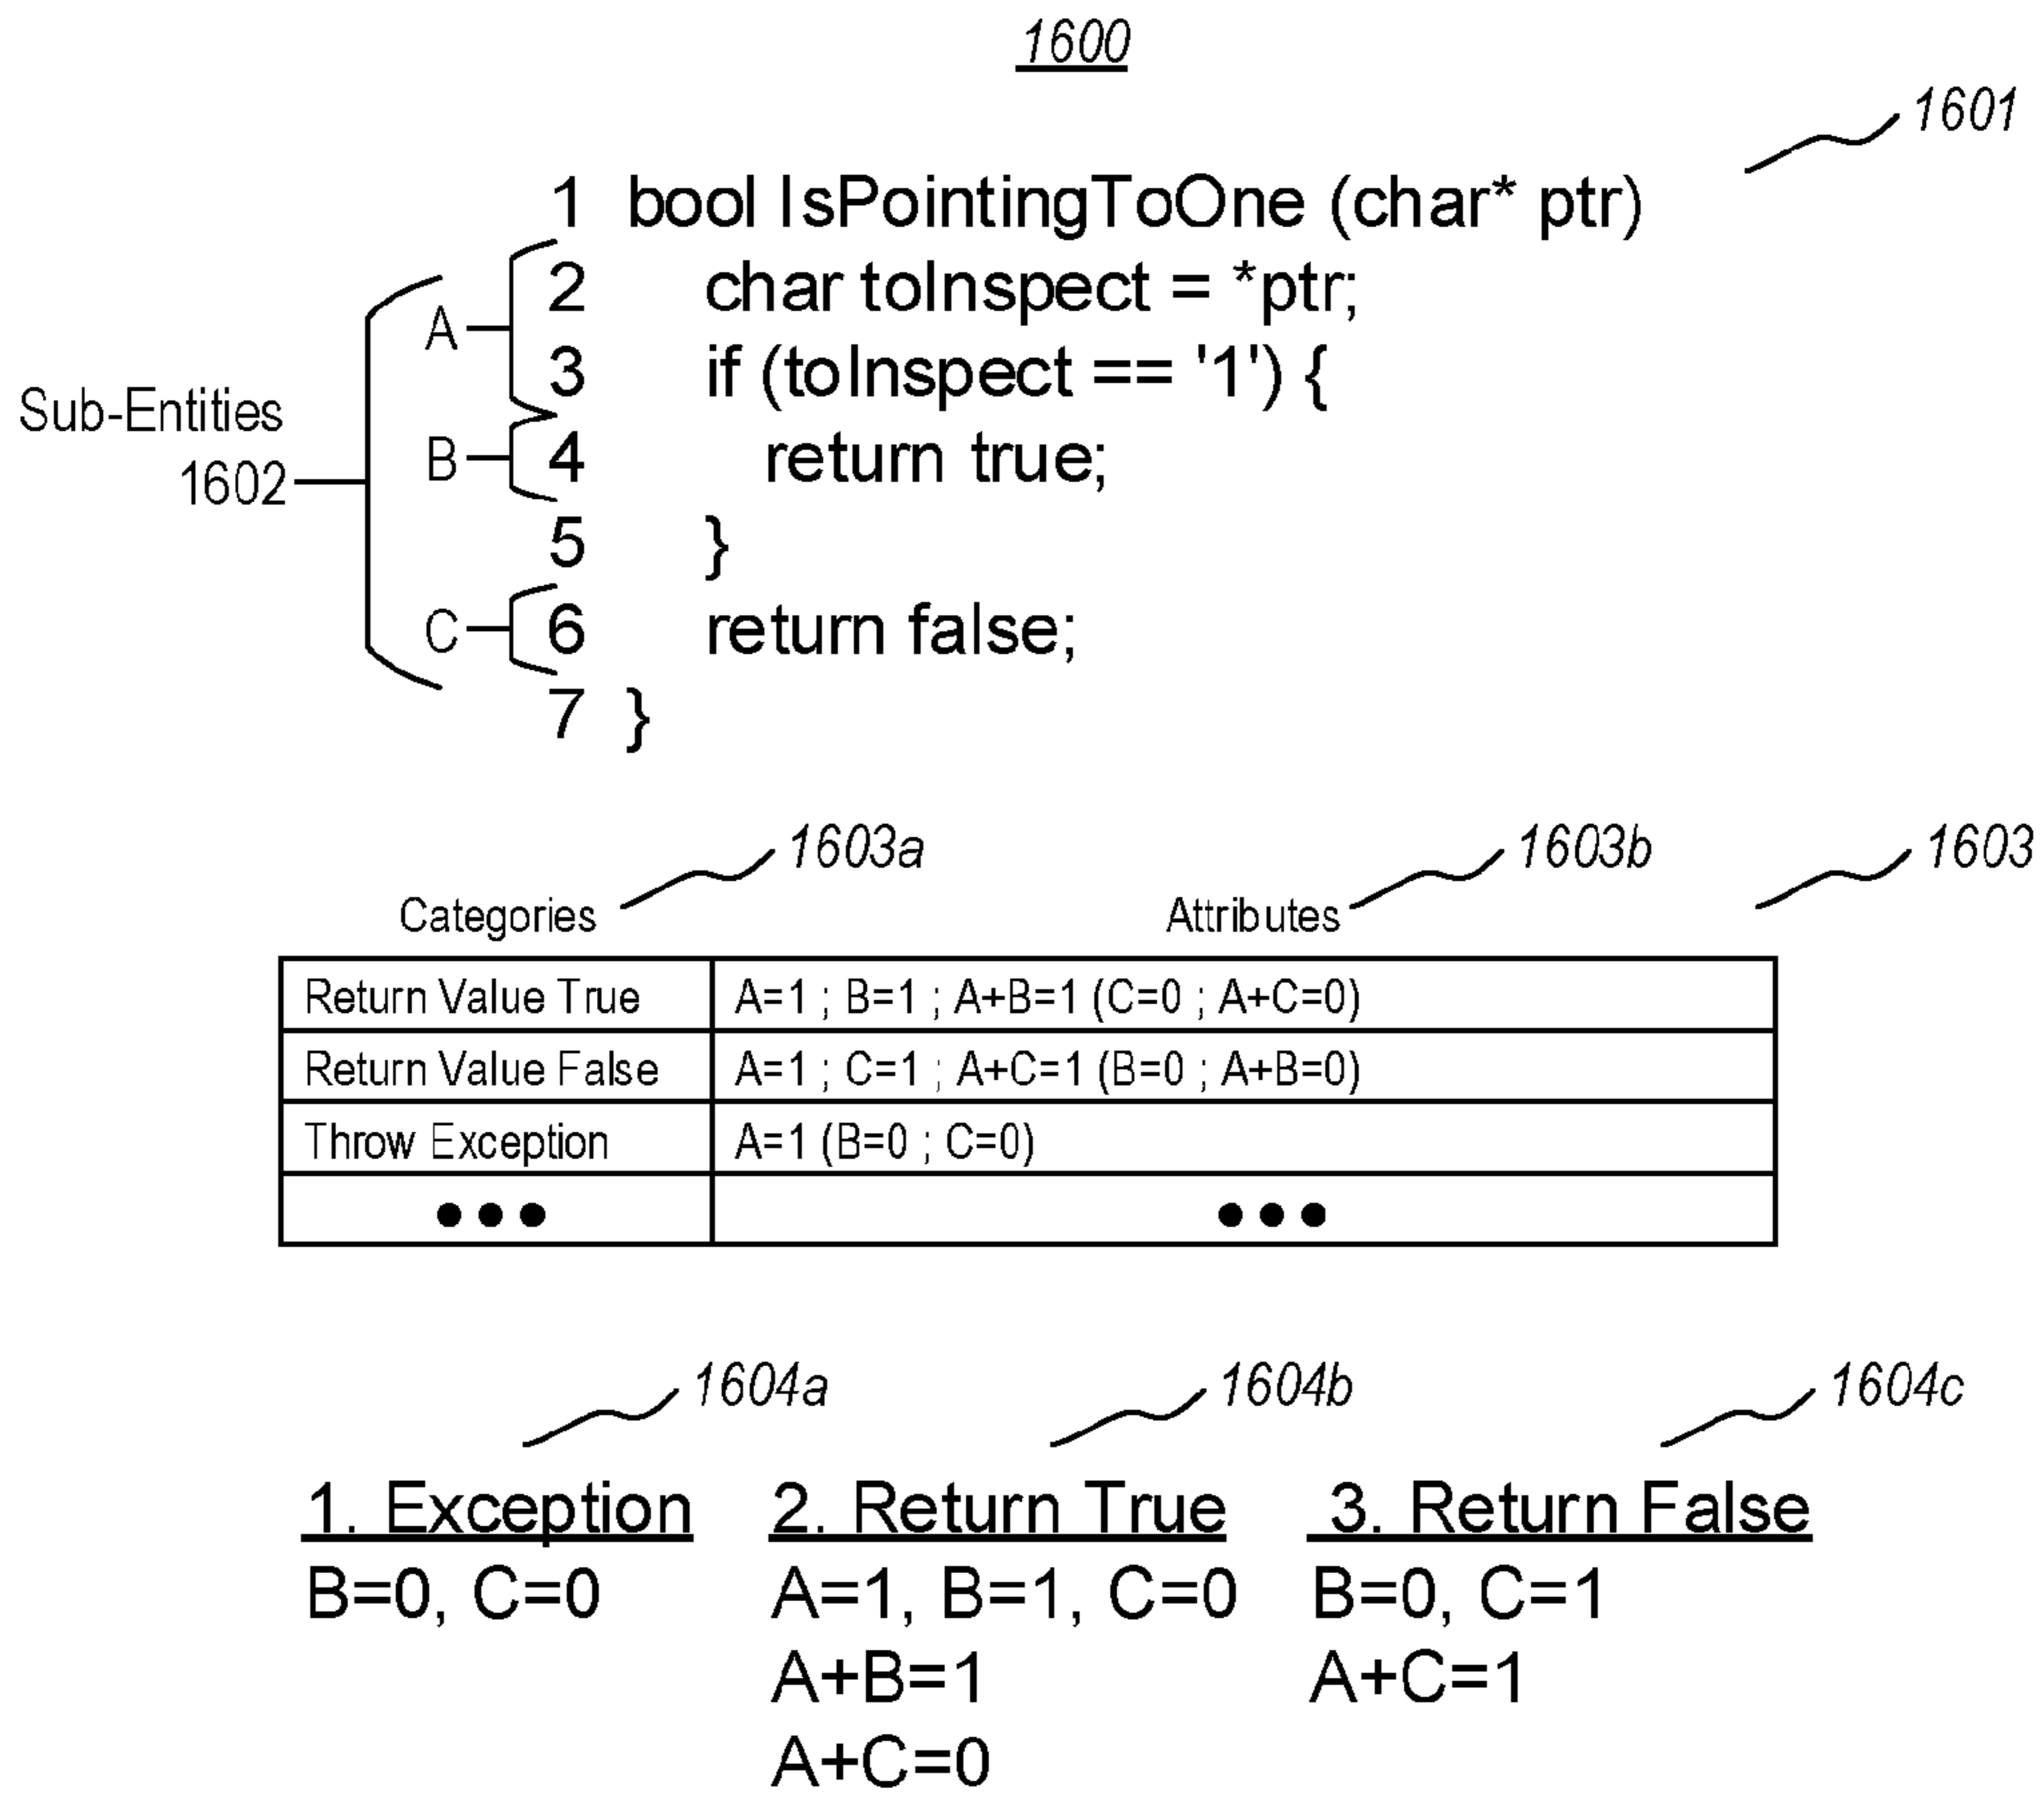 1600
1601
1 bool IsPointingToOne (char* ptr)
2 char toInspect = *ptr;
A
3 if (toInspect == '1') {
Sub-Entities
1602
B
4 return true;
5 }
C
6 return false;
7 }
1603a
1603b
1603
Categories Attributes
Return Value True A=1 ; B=1 ; A+B=1 (C=0 ; A+C=0)
Return Value False A=1 ; C=1 ; A+C=1 (B=0 ; A+B=0)
Throw Exception A=1 (B=0 ; C=0)
●●● ●●●
1604a
1604b
1604c
1. Exception
B=0, C=0
2. Return True
A=1, B=1, C=0
A+B=1
A+C=0
3. Return False
B=0, C=1
A+C=1